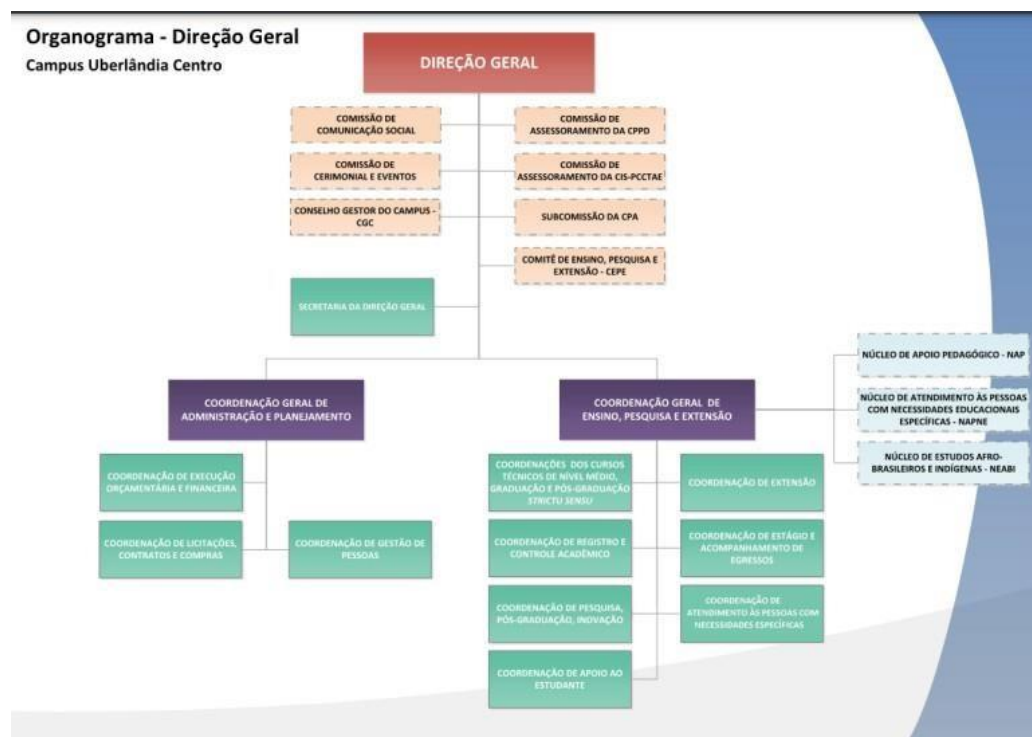 Organograma - Direção Geral
Campus Uberlândia Centro
DIREÇÃO GERAL
COMISSÃO DE
COMUNICAÇÃO SOCIAL
COMISSÃO DE
ASSESSORAMENTO DA CPPD
COMISSÃO DE
CERIMONIAL E EVENTOS
COMISSÃO DE
ASSESSORAMENTO DA CIS-PCCTAE
CONSELHO GESTOR DO CAMPUS -
CGC
SUBCOMISSÃO DA CPA
COMITÊ DE ENSINO, PESQUISA E
EXTENSÃO - CEPE
SECRETARIA DA DIREÇÃO GERAL
COORDENAÇÃO GERAL DE
ADMINISTRAÇÃO E PLANEJAMENTO
COORDENAÇÃO GERAL DE
ENSINO, PESQUISA E EXTENSÃO
NÚCLEO DE APOIO PEDAGÓGICO - NAP
NÚCLEO DE ATENDIMENTO ÀS PESSOAS
COM NECESSIDADES EDUCACIONAIS
ESPECÍFICAS - NAPNE
NÚCLEO DE ESTUDOS AFRO-
BRASILEIROS E INDÍGENAS - NEABI
COORDENAÇÃO DE EXECUÇÃO
ORÇAMENTÁRIA E FINANCEIRA
COORDENAÇÃO DE LICITAÇÕES,
CONTRATOS E COMPRAS
COORDENAÇÃO DE GESTÃO DE
PESSOAS
COORDENAÇÕES DOS CURSOS
TÉCNICOS DE NÍVEL MÉDIO,
GRADUAÇÃO E PÓS-GRADUAÇÃO
STRICTU SENSU
COORDENAÇÃO DE EXTENSÃO
COORDENAÇÃO DE REGISTRO E
CONTROLE ACADÊMICO
COORDENAÇÃO DE ESTÁGIO E
ACOMPANHAMENTO DE
EGRESSOS
COORDENAÇÃO DE PESQUISA,
PÓS-GRADUAÇÃO, INOVAÇÃO
COORDENAÇÃO DE
ATENDIMENTO ÀS PESSOAS COM
NECESSIDADES ESPECÍFICAS
COORDENAÇÃO DE APOIO AO
ESTUDANTE